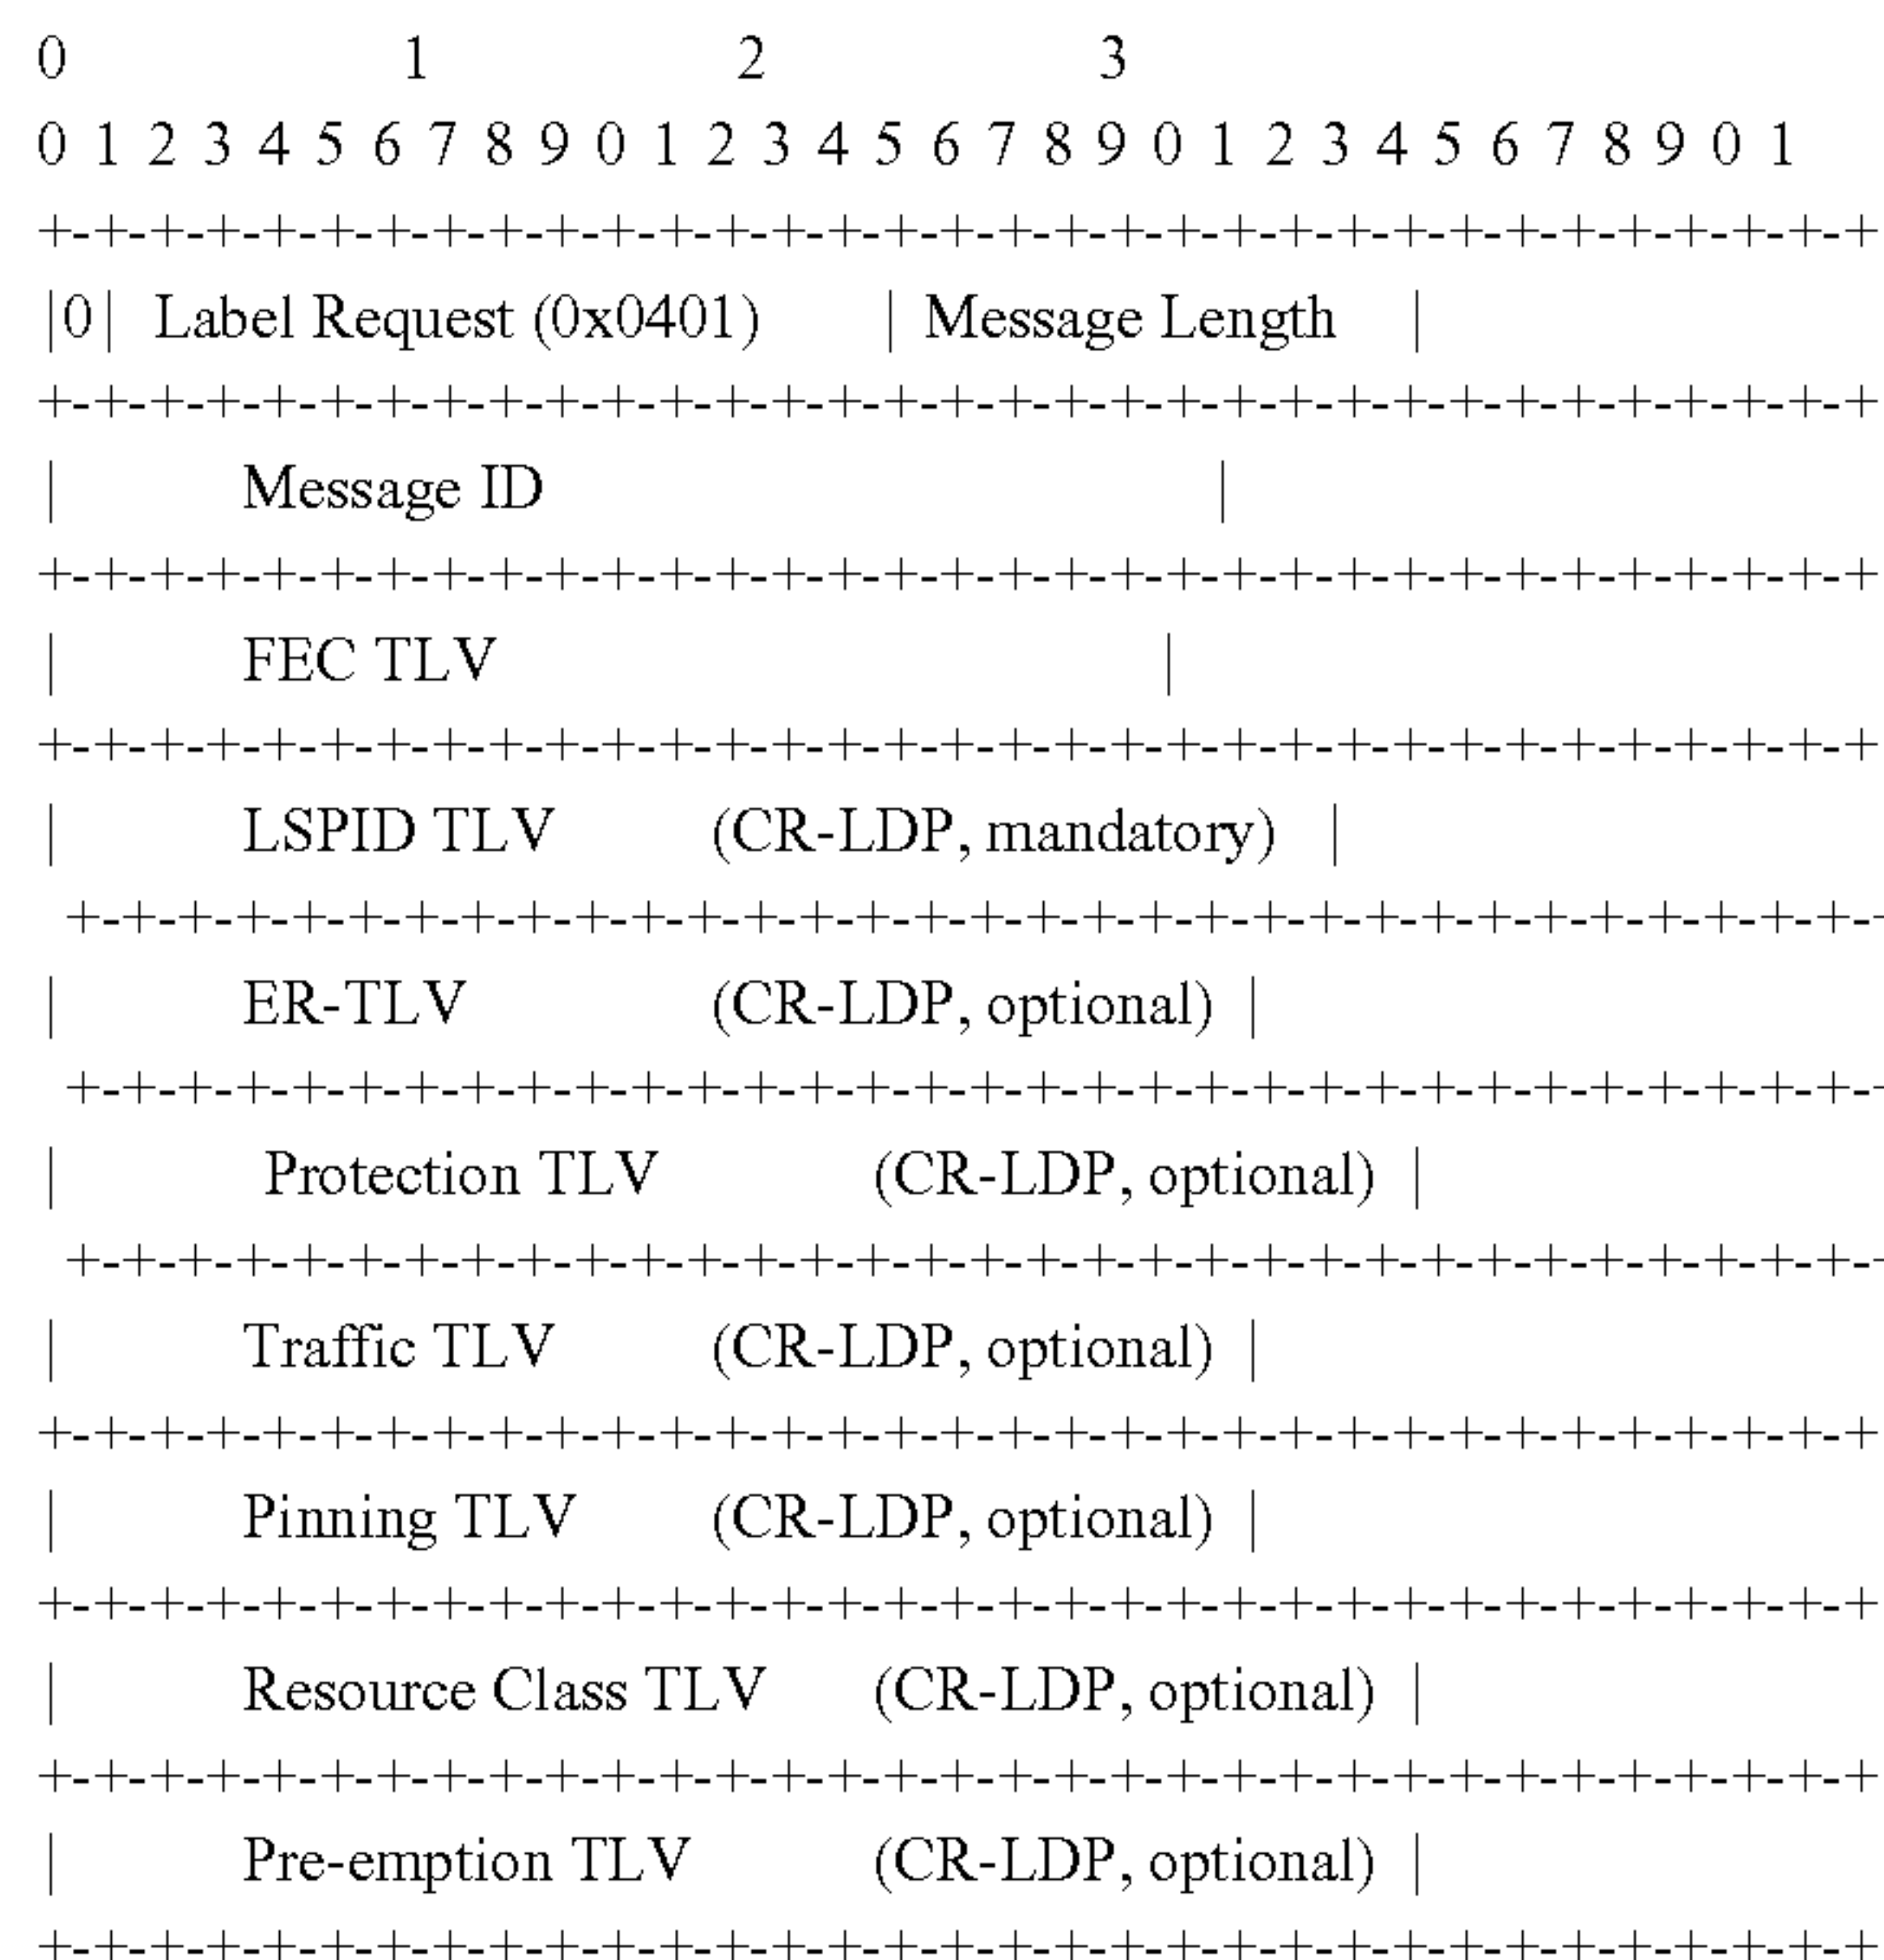 0 1 2 3
0 1 2 3 4 5 6 7 8 9 0 1 2 3 4 5 6 7 8 9 0 1 2 3 4 5 6 7 8 9 0 1
+-+-+-+-+-+-+-+-+-+-+-+-+-+-+-+-+-+-+-+-+-+-+-+-+-+-+-+-+-+-+-+-+
|0| Label Request (0x0401) | Message Length |
+-+-+-+-+-+-+-+-+-+-+-+-+-+-+-+-+-+-+-+-+-+-+-+-+-+-+-+-+-+-+-+-+
| Message ID |
+-+-+-+-+-+-+-+-+-+-+-+-+-+-+-+-+-+-+-+-+-+-+-+-+-+-+-+-+-+-+-+-+
| FEC TLV |
+-+-+-+-+-+-+-+-+-+-+-+-+-+-+-+-+-+-+-+-+-+-+-+-+-+-+-+-+-+-+-+-+
| LSPID TLV (CR-LDP, mandatory) |
+-+-+-+-+-+-+-+-+-+-+-+-+-+-+-+-+-+-+-+-+-+-+-+-+-+-+-+-+-+-+-+-+
| ER-TLV (CR-LDP, optional) |
+-+-+-+-+-+-+-+-+-+-+-+-+-+-+-+-+-+-+-+-+-+-+-+-+-+-+-+-+-+-+-+-+
| Protection TLV (CR-LDP, optional) |
+-+-+-+-+-+-+-+-+-+-+-+-+-+-+-+-+-+-+-+-+-+-+-+-+-+-+-+-+-+-+-+-+
| Traffic TLV (CR-LDP, optional) |
+-+-+-+-+-+-+-+-+-+-+-+-+-+-+-+-+-+-+-+-+-+-+-+-+-+-+-+-+-+-+-+-+
| Pinning TLV (CR-LDP, optional) |
+-+-+-+-+-+-+-+-+-+-+-+-+-+-+-+-+-+-+-+-+-+-+-+-+-+-+-+-+-+-+-+-+
| Resource Class TLV (CR-LDP, optional) |
+-+-+-+-+-+-+-+-+-+-+-+-+-+-+-+-+-+-+-+-+-+-+-+-+-+-+-+-+-+-+-+-+
| Pre-emption TLV (CR-LDP, optional) |
+-+-+-+-+-+-+-+-+-+-+-+-+-+-+-+-+-+-+-+-+-+-+-+-+-+-+-+-+-+-+-+-+